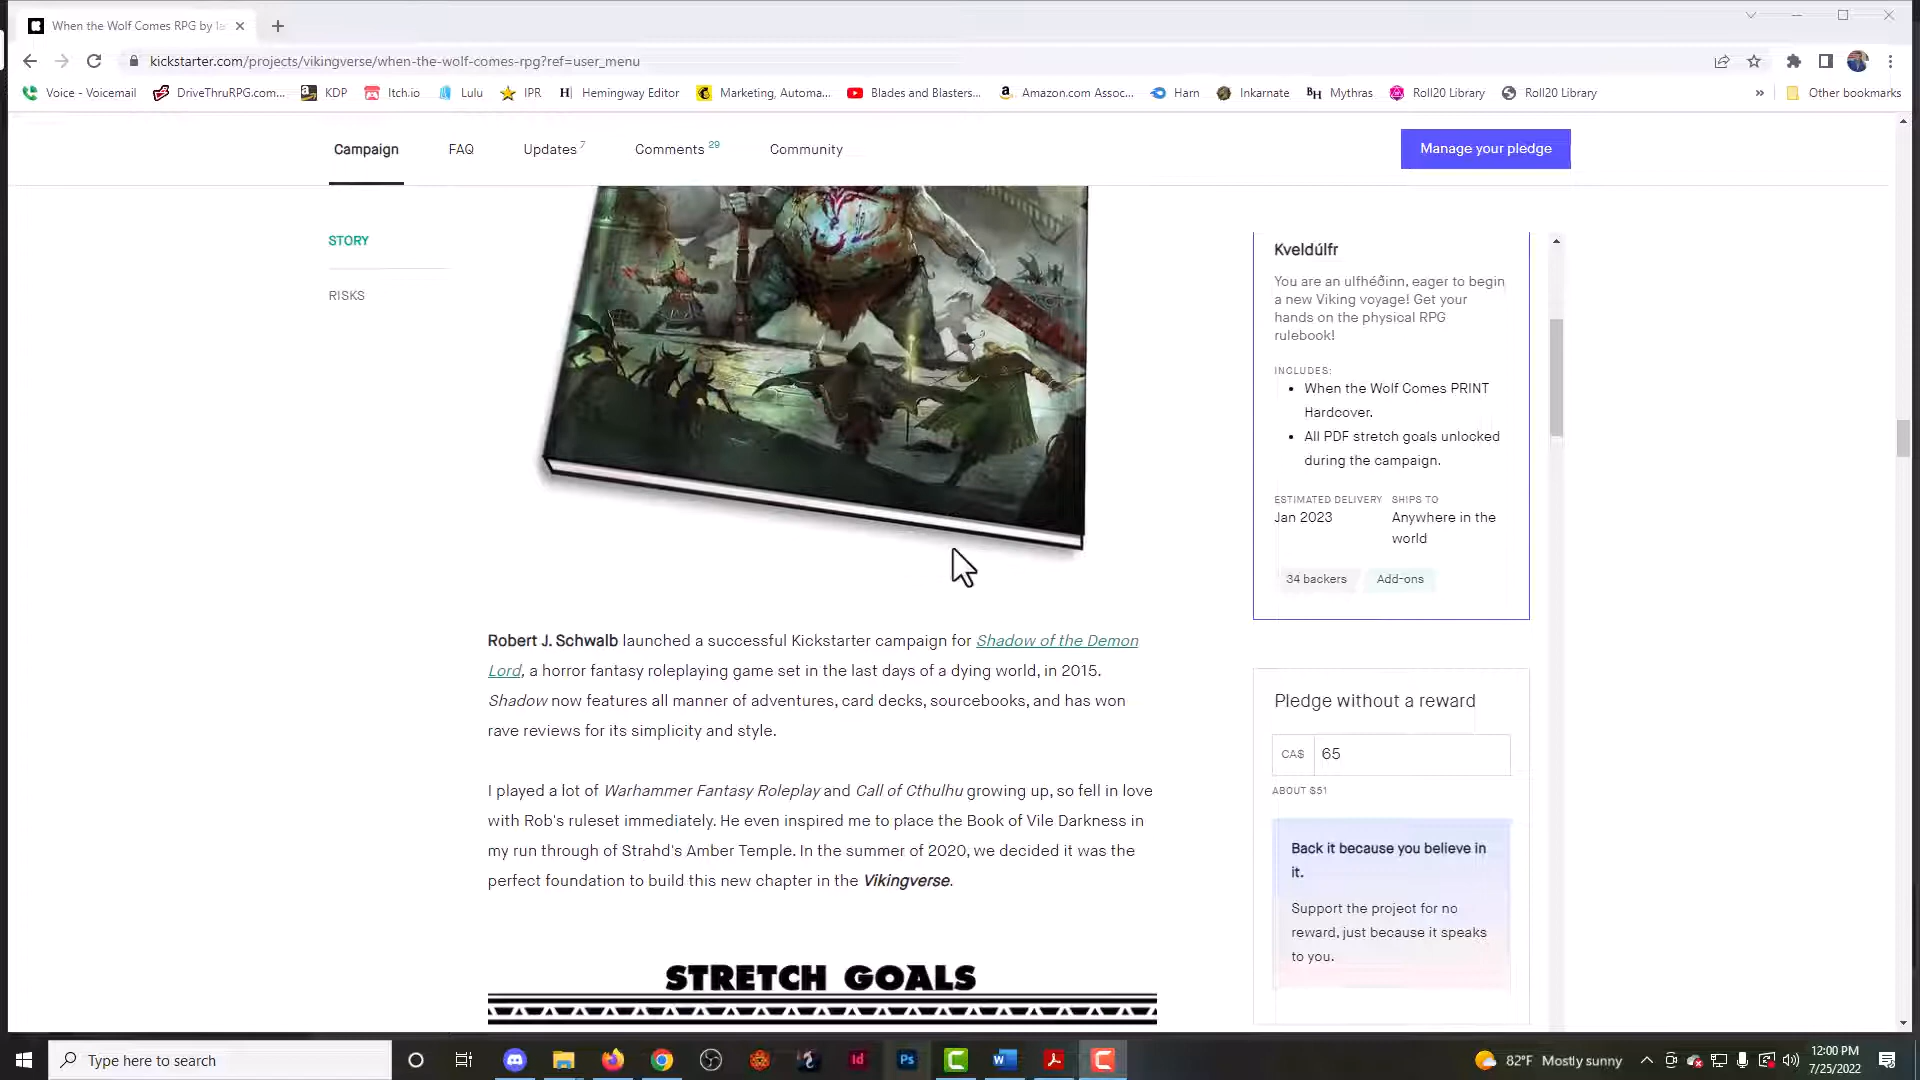 When the Wolf Comes RPG by
kickstarter.com/projects/vikingverse/when-the-wolf-comes-rpg?ref=user_menu
Voice - Voicemail
DriveThruRPG.com...
KDP
Itch.io
Lulu
IPR
Hemingway Editor
Marketing, Automa...
Blades and Blasters...
Amazon.com Assoc...
Harn
Inkarnate
Mythras
Roll20 Library
Roll20 Library
»
Other bookmarks
Campaign
FAQ
Updates 7
Comments 29
Community
Manage your pledge
STORY
RISKS
Kveldúlfr
You are an ulfhéðinn, eager to begin
a new Viking voyage! Get your
hands on the physical RPG
rulebook!
INCLUDES:
• When the Wolf Comes PRINT
Hardcover.
• All PDF stretch goals unlocked
during the campaign.
ESTIMATED DELIVERY
Jan 2023
SHIPS TO
Anywhere in the
world
34 backers
Add-ons
Robert J. Schwalb launched a successful Kickstarter campaign for Shadow of the Demon
Lord, a horror fantasy roleplaying game set in the last days of a dying world, in 2015.
Shadow now features all manner of adventures, card decks, sourcebooks, and has won
rave reviews for its simplicity and style.
I played a lot of Warhammer Fantasy Roleplay and Call of Cthulhu growing up, so fell in love
with Rob's ruleset immediately. He even inspired me to place the Book of Vile Darkness in
my run through of Strahd's Amber Temple. In the summer of 2020, we decided it was the
perfect foundation to build this new chapter in the Vikingverse.
STRETCH GOALS
Pledge without a reward
CA$ 65
ABOUT $51
Back it because you believe in
it.
Support the project for no
reward, just because it speaks
to you.
Type here to search
82°F Mostly sunny
12:00 PM
7/25/2022